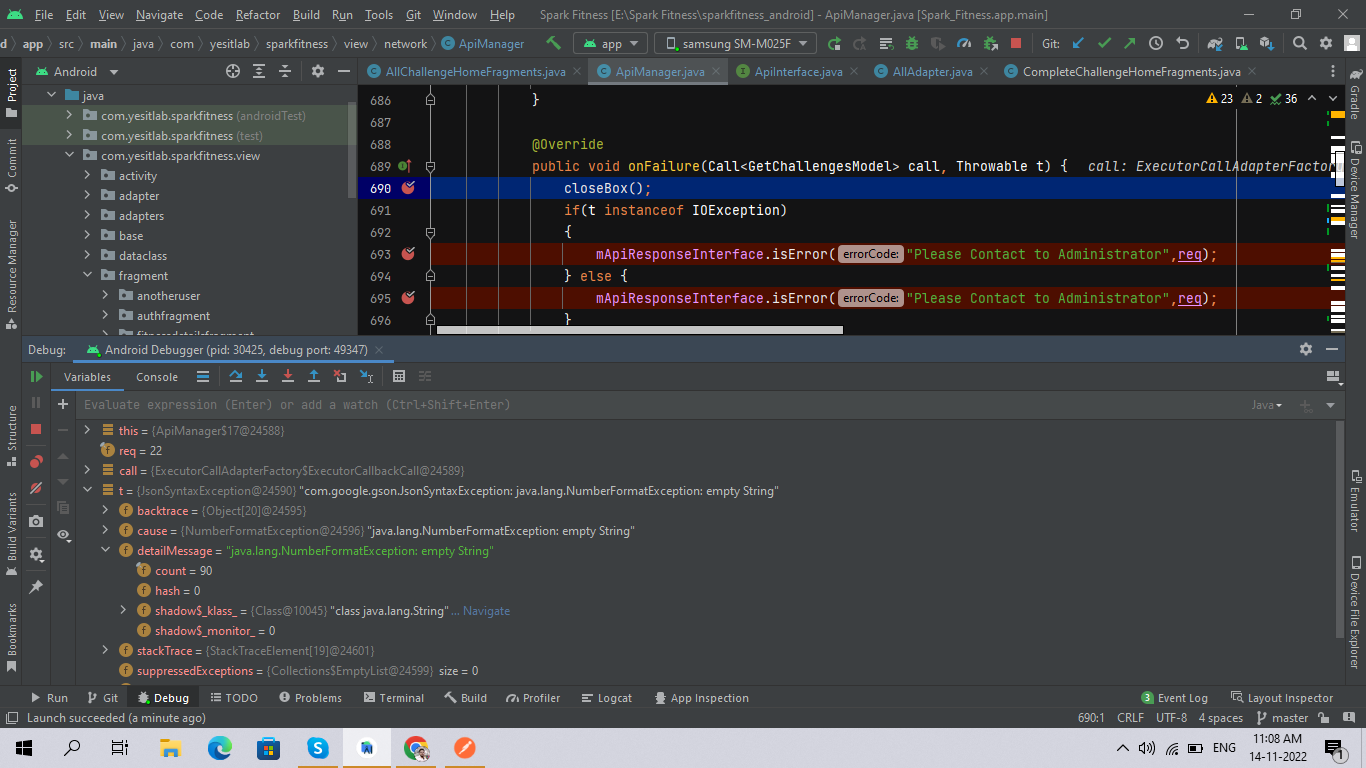 File Edit View Navigate Code Refactor Build Run Tools Git Window Help Spark Fitness [E:\Spark Fitness\sparkfitness_android] - ApiManager.java [Spark_Fitness.app.main]
d app src main java com yesitlab sparkfitness view network ApiManager app samsung SM-M025F Git:
Android AllChallengeHomeFragments.java ApiManager.java ApiInterface.java AllAdapter.java CompleteChallengeHomeFragments.java
java
com.yesitlab.sparkfitness (androidTest)
com.yesitlab.sparkfitness (test)
com.yesitlab.sparkfitness.view
activity
adapter
adapters
base
dataclass
fragment
anotheruser
authfragment
fitnessdetailsfragment
23 2 36
686 }
687
688 @Override
689 public void onFailure(Call<GetChallengesModel> call, Throwable t) { call: ExecutorCallAdapterFactor
690 closeBox();
691 if(t instanceof IOException)
692 {
693 mApiResponseInterface.isError( errorCode: "Please Contact to Administrator",req);
694 } else {
695 mApiResponseInterface.isError( errorCode: "Please Contact to Administrator",req);
696 }
Project
Commit
Resource Manager
Structure
Build Variants
Bookmarks
Gradle
Device Manager
Emulator
Device File Explorer
Debug: Android Debugger (pid: 30425, debug port: 49347)
Variables Console
Evaluate expression (Enter) or add a watch (Ctrl+Shift+Enter) Java
this = {ApiManager$17@24588}
req = 22
call = {ExecutorCallAdapterFactory$ExecutorCallbackCall@24589}
t = {JsonSyntaxException@24590} "com.google.gson.JsonSyntaxException: java.lang.NumberFormatException: empty String"
backtrace = {Object[20]@24595}
cause = {NumberFormatException@24596} "java.lang.NumberFormatException: empty String"
detailMessage = "java.lang.NumberFormatException: empty String"
count = 90
hash = 0
shadow$_klass_ = {Class@10045} "class java.lang.String" ... Navigate
shadow$_monitor_ = 0
stackTrace = {StackTraceElement[19]@24601}
suppressedExceptions = {Collections$EmptyList@24599} size = 0
Run Git Debug TODO Problems Terminal Build Profiler Logcat App Inspection 3 Event Log Layout Inspector
Launch succeeded (a minute ago) 690:1 CRLF UTF-8 4 spaces master
ENG 11:08 AM
14-11-2022 1